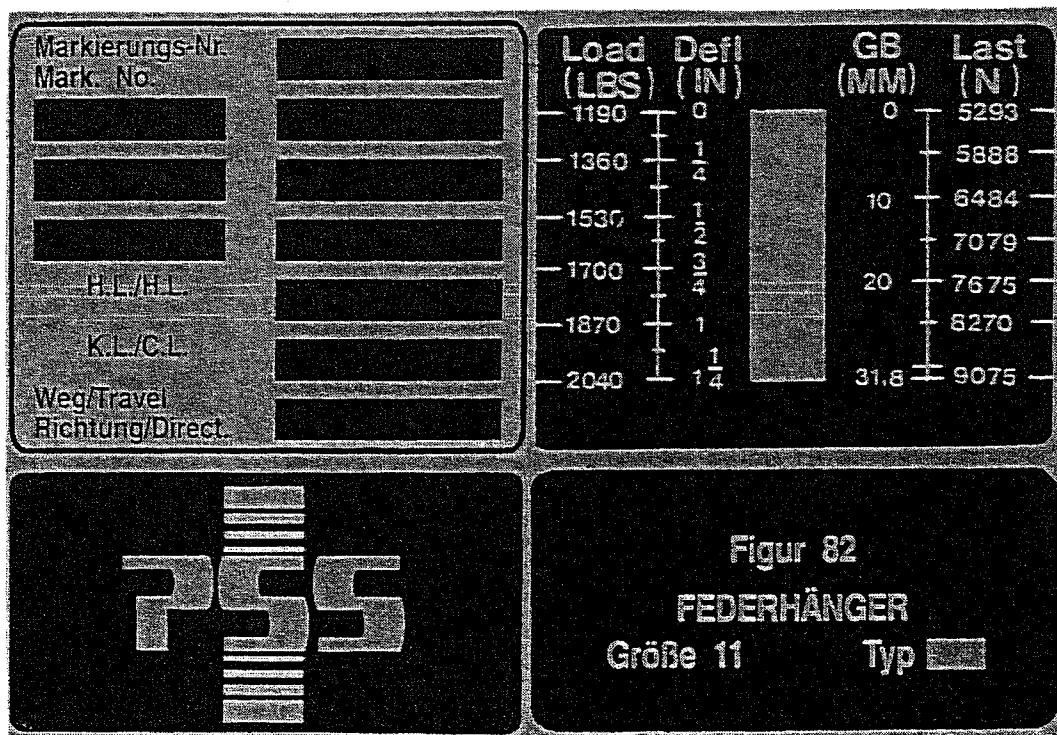 Markierungs-Nr.
Mark. No.
H.L./H.L.
K.L./C.L.
Weg/Travel
Richtung/Direct.
Load Defl GB Last
(LBS) (IN) (MM) (N)
1190 0 0 5293
5888
1360 1/4
10 6484
1530 1/2
7079
1700 3/4
20 7675
1870 1 8270
2040 1 1/4 31.8 9075
PSS
Figur 82
FEDERHÄNGER
Größe 11 Typ